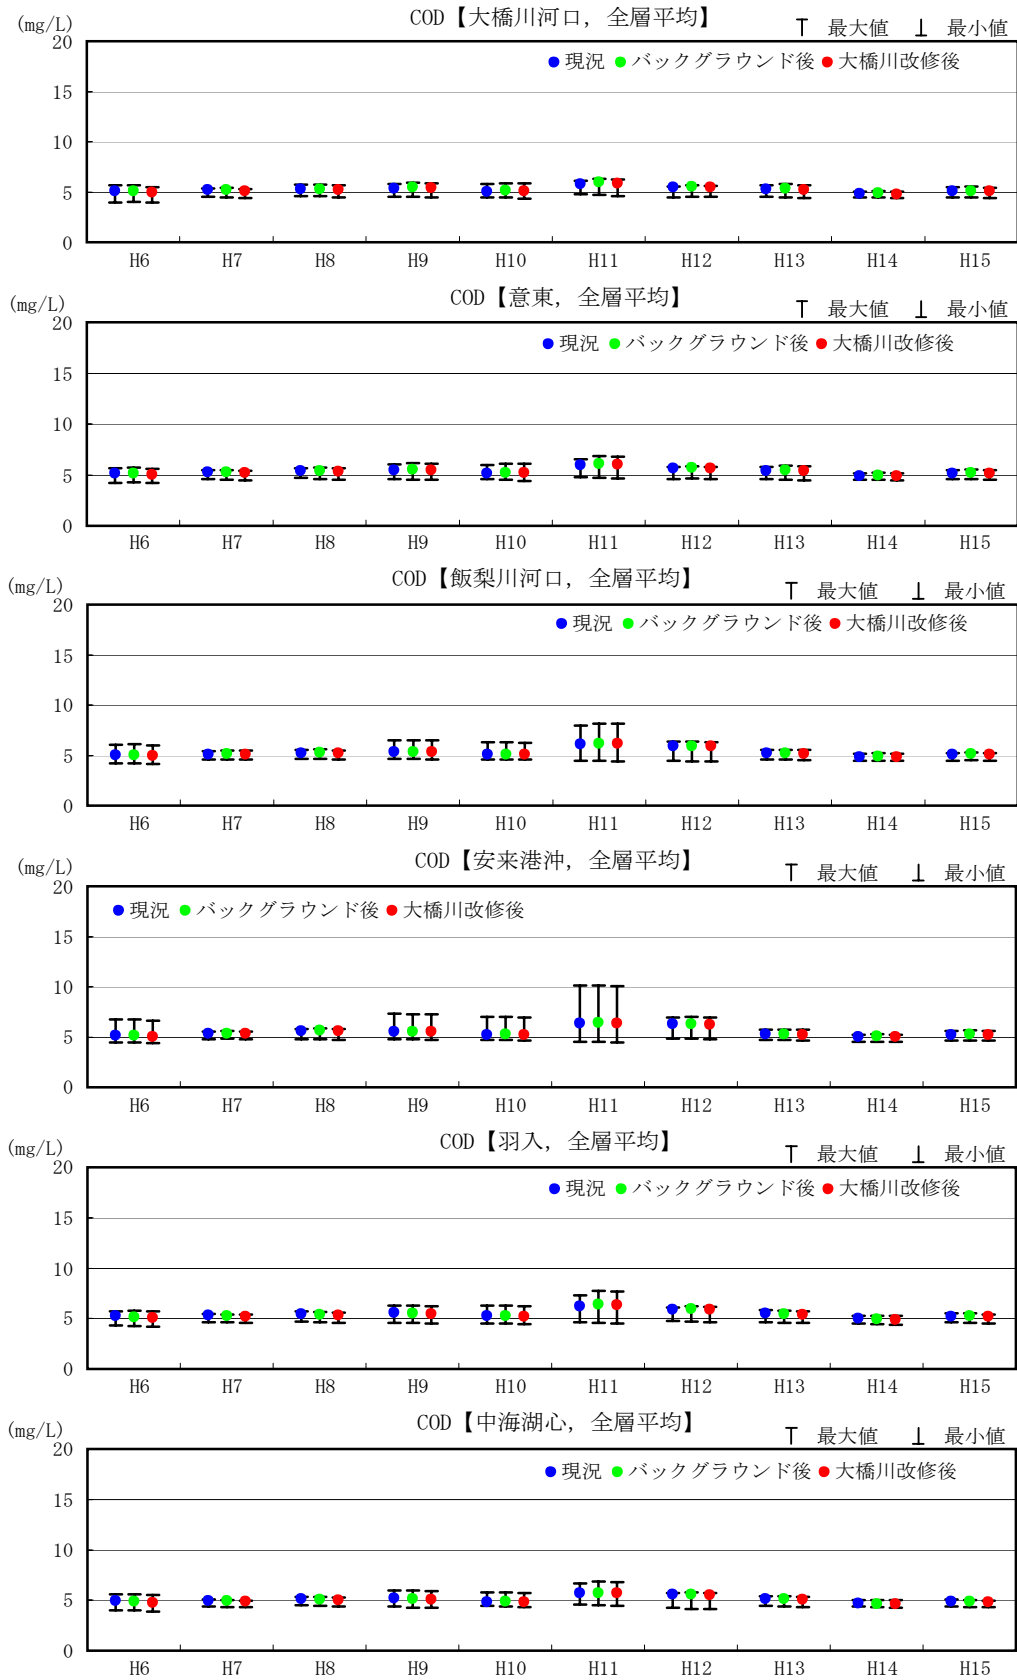 COD【大橋川河口, 全層平均】
(mg/L) 最大値 最小値
20
現況 バックグラウンド後 大橋川改修後
15
10
5
0
H6 H7 H8 H9 H10 H11 H12 H13 H14 H15
COD【意東, 全層平均】
(mg/L) 最大値 最小値
20
現況 バックグラウンド後 大橋川改修後
15
10
5
0
H6 H7 H8 H9 H10 H11 H12 H13 H14 H15
COD【飯梨川河口, 全層平均】
(mg/L) 最大値 最小値
20
現況 バックグラウンド後 大橋川改修後
15
10
5
0
H6 H7 H8 H9 H10 H11 H12 H13 H14 H15
COD【安来港沖, 全層平均】
(mg/L) 最大値 最小値
20
現況 バックグラウンド後 大橋川改修後
15
10
5
0
H6 H7 H8 H9 H10 H11 H12 H13 H14 H15
COD【羽入, 全層平均】
(mg/L) 最大値 最小値
20
現況 バックグラウンド後 大橋川改修後
15
10
5
0
H6 H7 H8 H9 H10 H11 H12 H13 H14 H15
COD【中海湖心, 全層平均】
(mg/L) 最大値 最小値
20
現況 バックグラウンド後 大橋川改修後
15
10
5
0
H6 H7 H8 H9 H10 H11 H12 H13 H14 H15